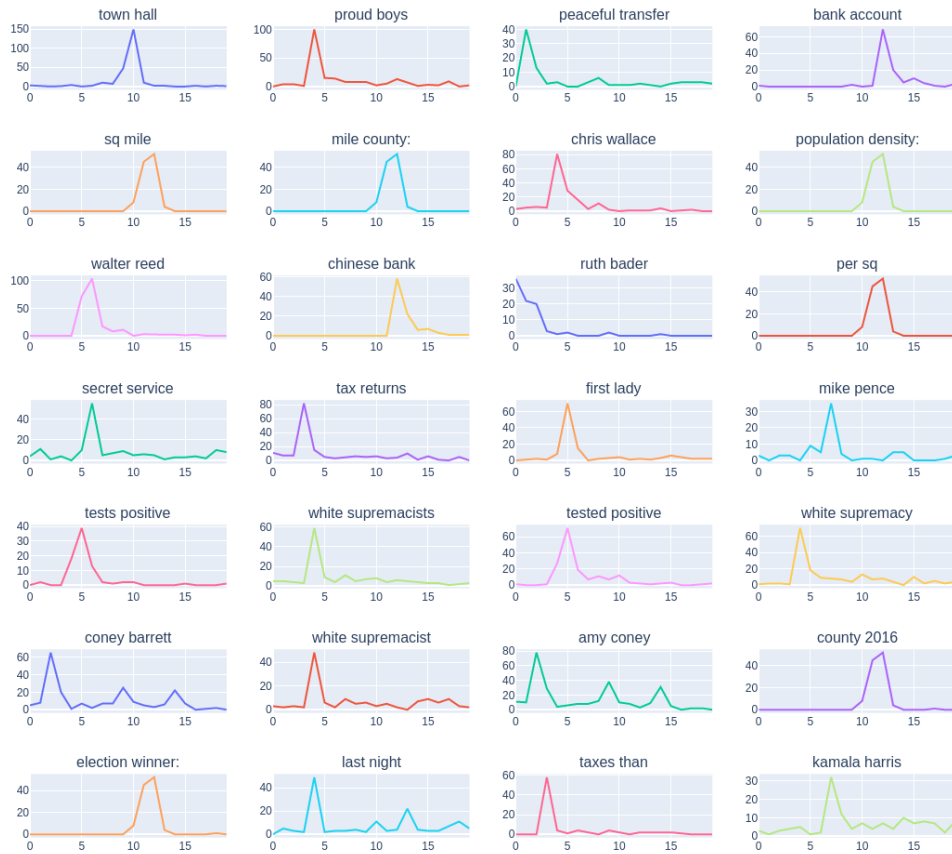 town hall
proud boys
peaceful transfer
bank account
150
100
50
0
0 5 10 15
100
50
0
0 5 10 15
40
30
20
10
0
0 5 10 15
60
40
20
0
0 5 10 15
sq mile
mile county:
chris wallace
population density:
40
20
0
0 5 10 15
40
20
0
0 5 10 15
80
60
40
20
0
0 5 10 15
40
20
0
0 5 10 15
walter reed
chinese bank
ruth bader
per sq
100
50
0
0 5 10 15
60
40
20
0
0 5 10 15
30
20
10
0
0 5 10 15
40
20
0
0 5 10 15
secret service
tax returns
first lady
mike pence
40
20
0
0 5 10 15
80
60
40
20
0
0 5 10 15
60
40
20
0
0 5 10 15
30
20
10
0
0 5 10 15
tests positive
white supremacists
tested positive
white supremacy
40
30
20
10
0
0 5 10 15
60
40
20
0
0 5 10 15
60
40
20
0
0 5 10 15
60
40
20
0
0 5 10 15
coney barrett
white supremacist
amy coney
county 2016
60
40
20
0
0 5 10 15
40
20
0
0 5 10 15
80
60
40
20
0
0 5 10 15
40
20
0
0 5 10 15
election winner:
last night
taxes than
kamala harris
40
20
0
0 5 10 15
40
20
0
0 5 10 15
60
40
20
0
0 5 10 15
30
20
10
0
0 5 10 15